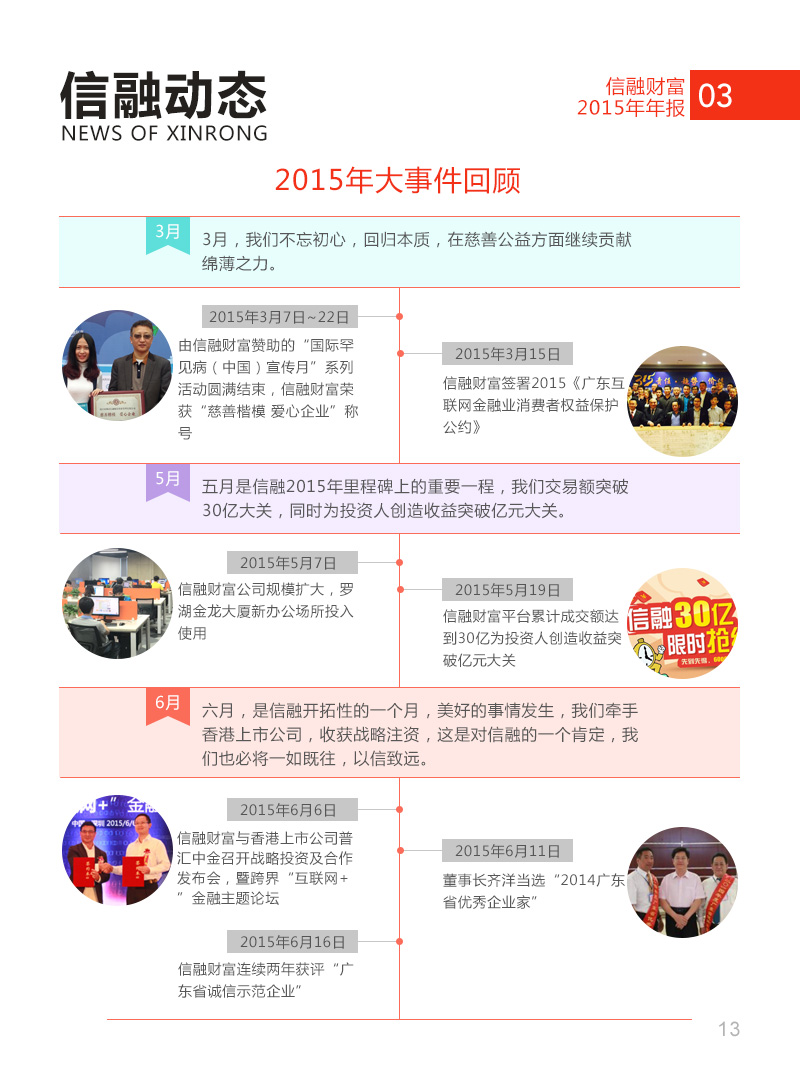 信融动态
NEWS OF XINRONG
信融财富
2015年年报
03
2015年大事件回顾
3月
3月，我们不忘初心，回归本质，在慈善公益方面继续贡献
绵薄之力。
2015年3月7日~22日
由信融财富赞助的“国际罕
见病（中国）宣传月”系列
活动圆满结束，信融财富荣
获“慈善楷模 爱心企业”称
号
2015年3月15日
信融财富签署2015《广东互
联网金融业消费者权益保护
公约》
5月
五月是信融2015年里程碑上的重要一程，我们交易额突破
30亿大关，同时为投资人创造收益突破亿元大关。
2015年5月7日
信融财富公司规模扩大，罗
湖金龙大厦新办公场所投入
使用
2015年5月19日
信融财富平台累计成交额达
到30亿为投资人创造收益突
破亿元大关
信融30亿
限时抢
先到先得，
6月
六月，是信融开拓性的一个月，美好的事情发生，我们牵手
香港上市公司，收获战略注资，这是对信融的一个肯定，我
们也必将一如既往，以信致远。
网+”金融
2015/6/
2015年6月6日
信融财富与香港上市公司普
汇中金召开战略投资及合作
发布会，暨跨界“互联网+
”金融主题论坛
2015年6月11日
董事长齐洋当选“2014广东
省优秀企业家”
2015年6月16日
信融财富连续两年获评“广
东省诚信示范企业”
13